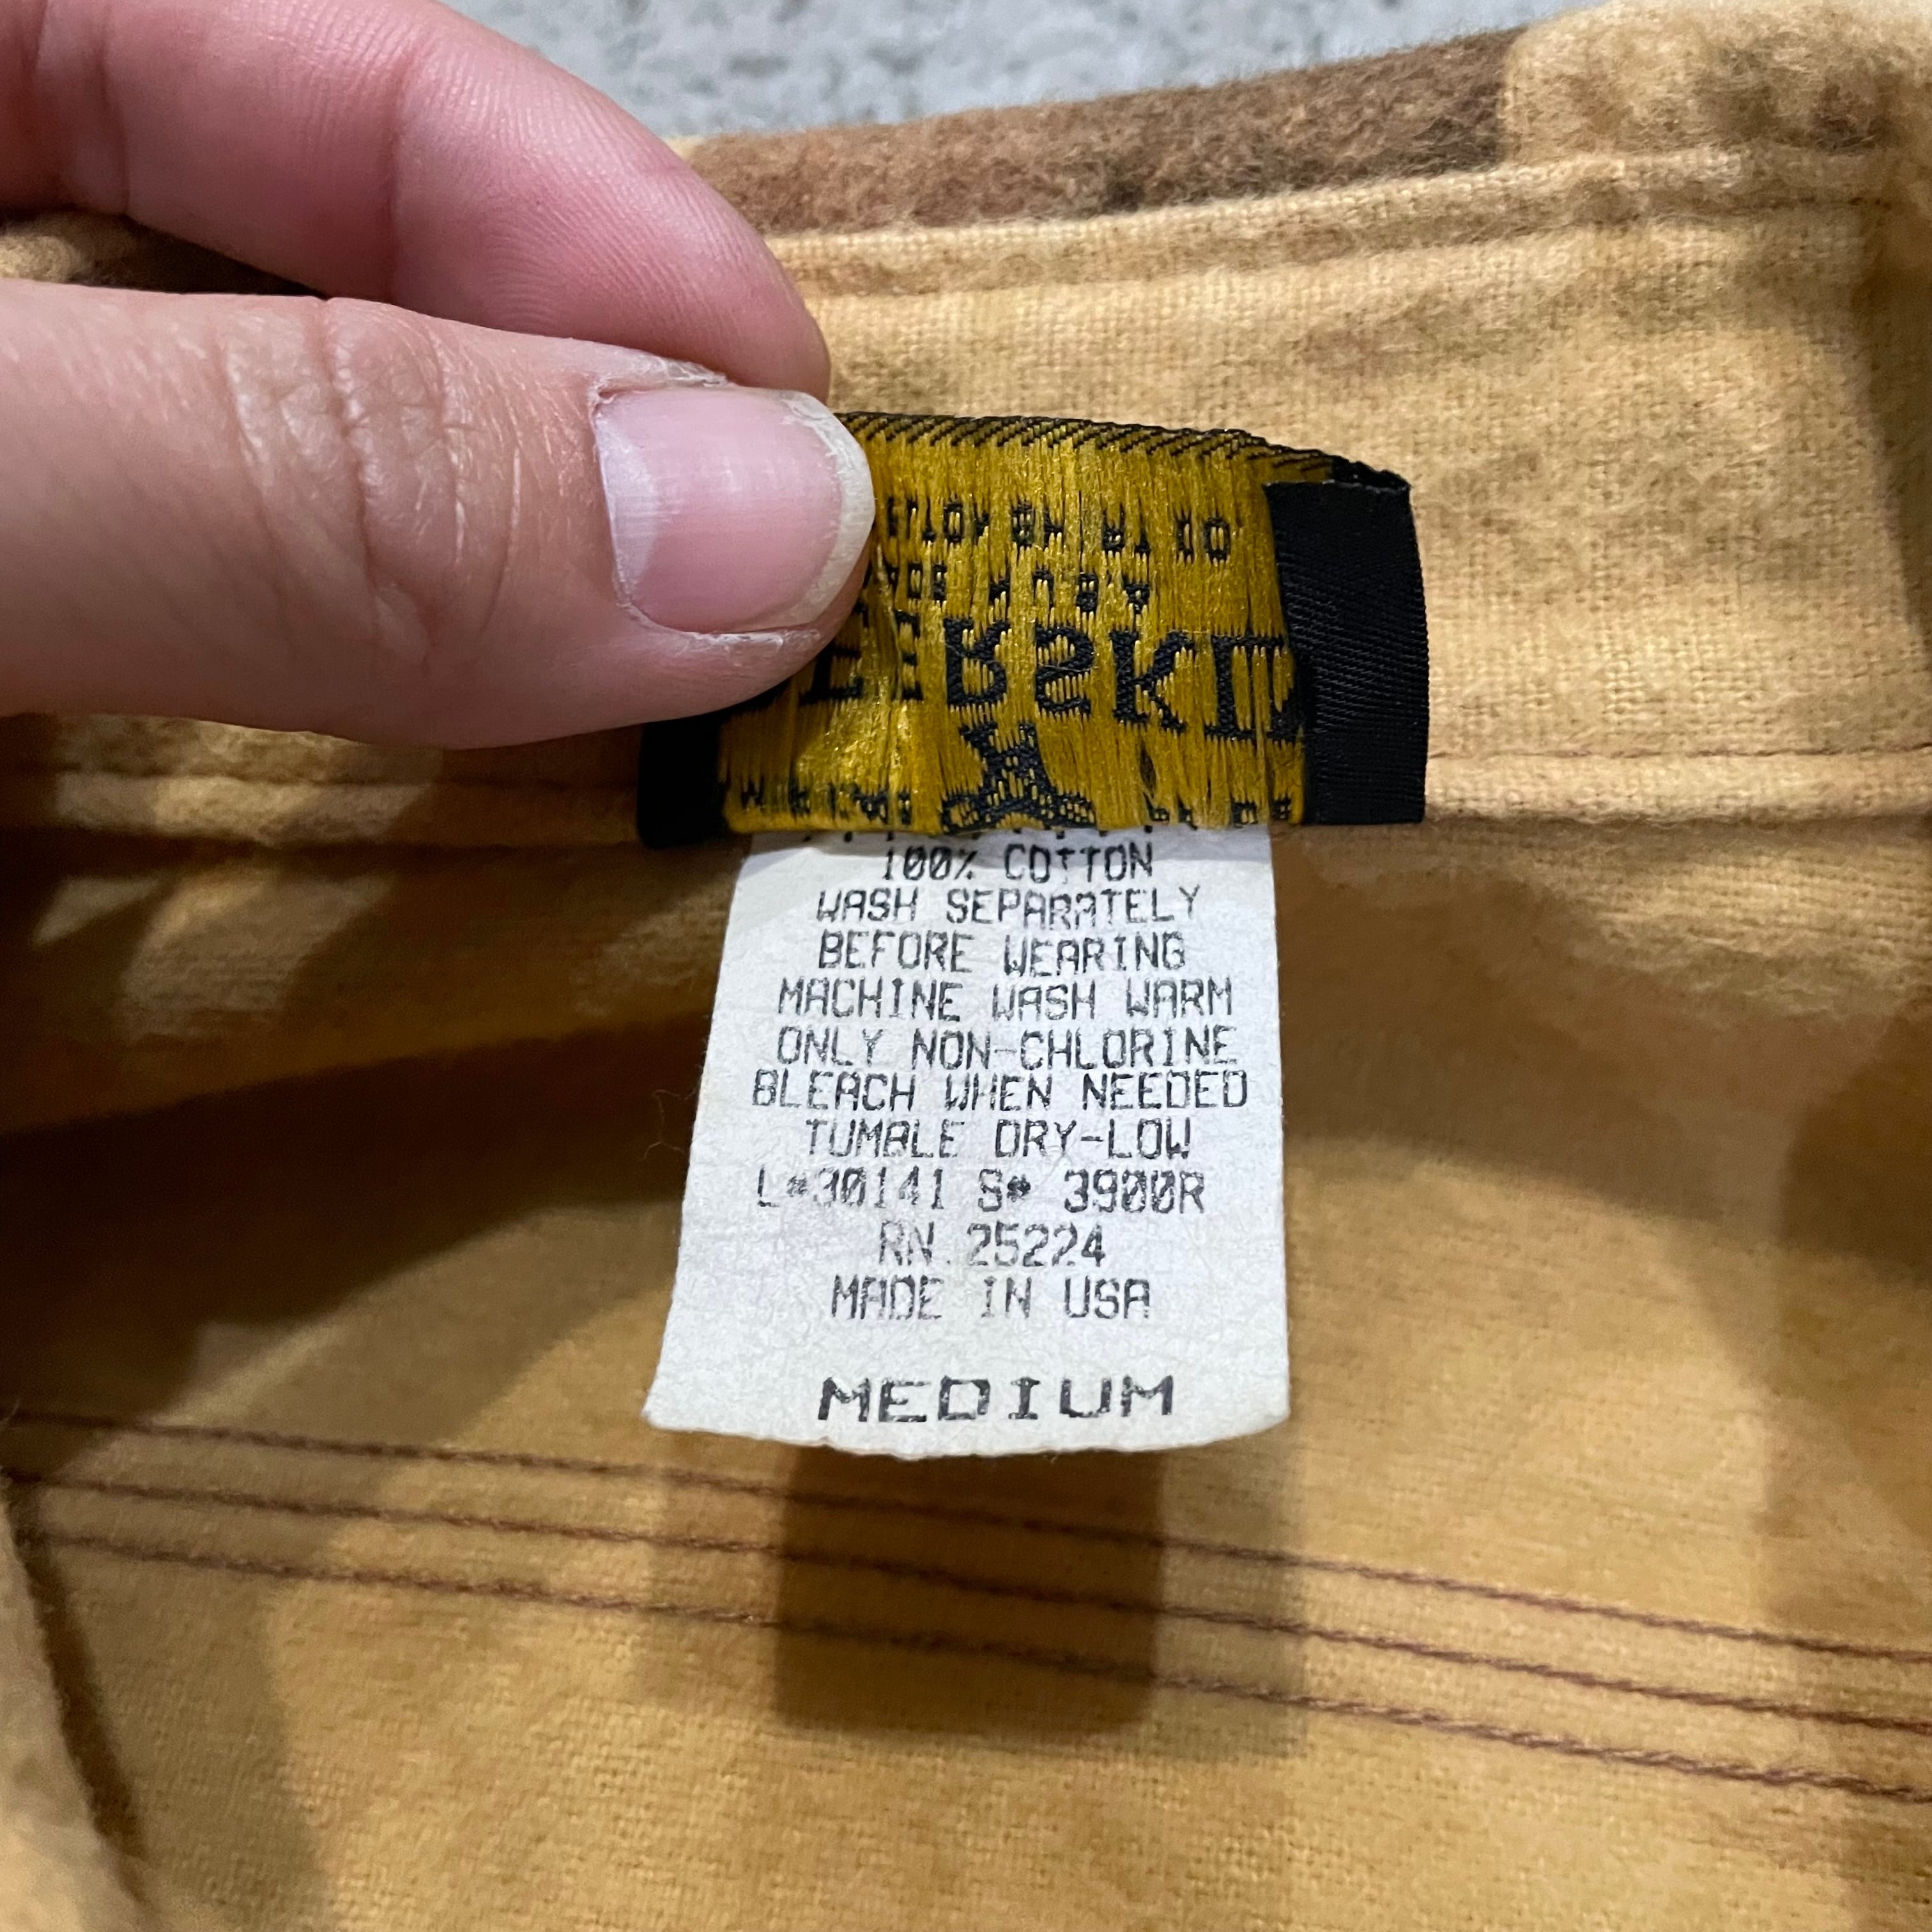 100% COTTON
WASH SEPARATELY
BEFORE WEARING
MACHINE WASH WARM
ONLY NON-CHLORINE
BLEACH WHEN NEEDED
TUMBLE DRY-LOW
L#30141 S# 3900R
RN 25224
MADE IN USA
MEDIUM